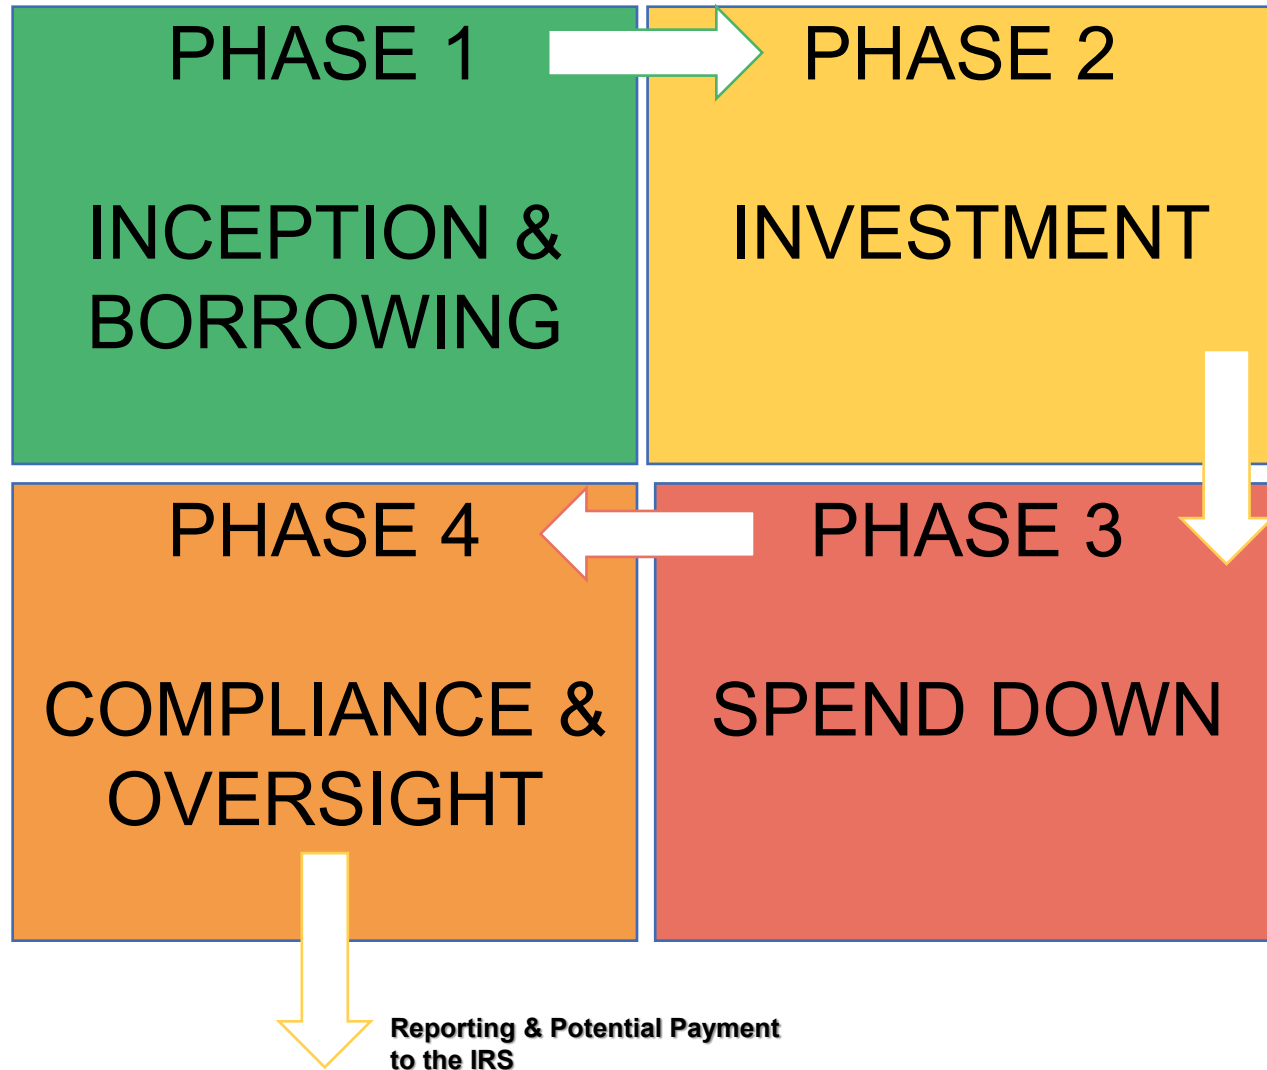 PHASE 1
INCEPTION &
BORROWING
PHASE 2
INVESTMENT
PHASE 3
SPEND DOWN
PHASE 4
COMPLIANCE &
OVERSIGHT
Reporting & Potential Payment
to the IRS